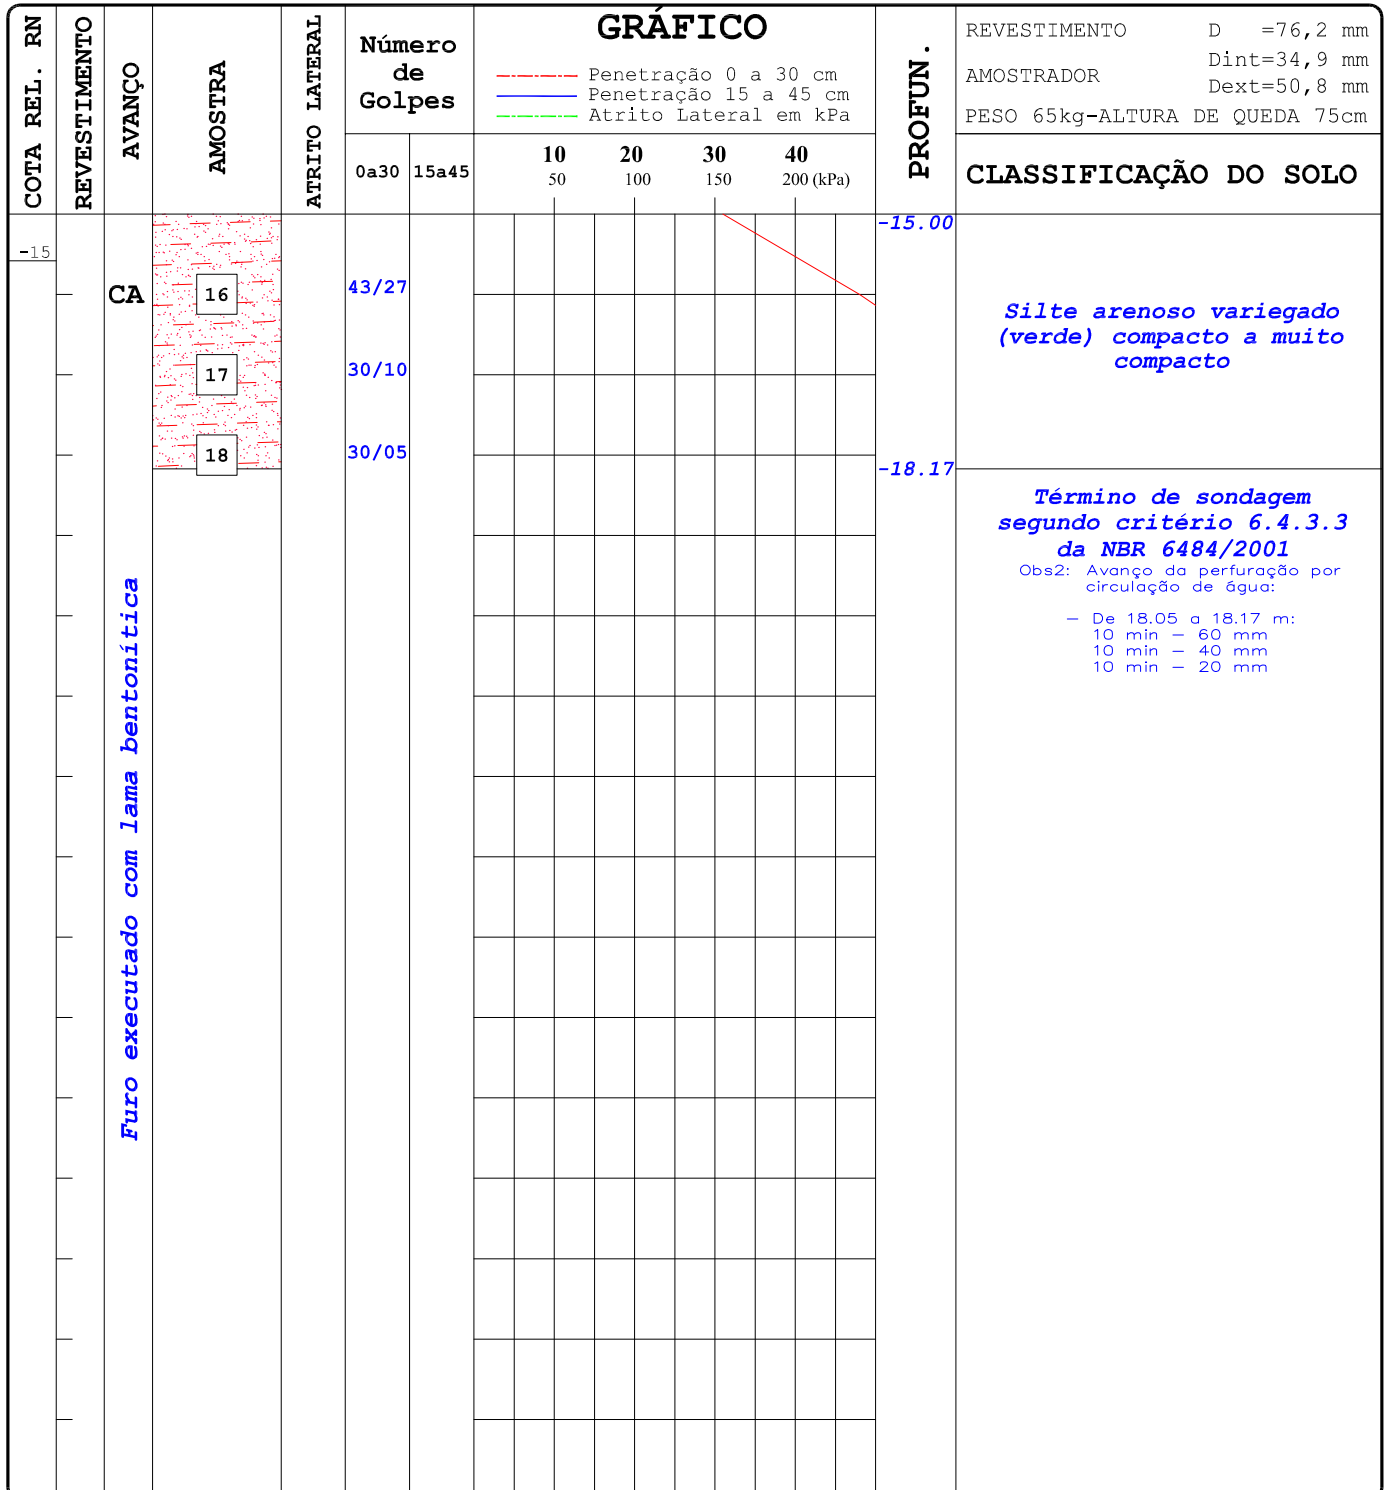 COTA REL. RN
REVESTIMENTO
AVANÇO
AMOSTRA
ATRITO LATERAL
Número
de
Golpes
0a30 15a45
GRÁFICO
Penetração 0 a 30 cm
Penetração 15 a 45 cm
Atrito Lateral em kPa
10 20 30 40
50 100 150 200 (kPa)
PROFUN.
REVESTIMENTO D =76,2 mm
Dint=34,9 mm
AMOSTRADOR
Dext=50,8 mm
PESO 65kg-ALTURA DE QUEDA 75cm
CLASSIFICAÇÃO DO SOLO
-15.00
-15
CA 16 43/27
Silte arenoso variegado
(verde) compacto a muito
compacto
17 30/10
18 30/05
-18.17
Término de sondagem
segundo critério 6.4.3.3
da NBR 6484/2001
Obs2: Avanço da perfuração por
circulação de água:
- De 18.05 a 18.17 m:
10 min - 60 mm
10 min - 40 mm
10 min - 20 mm
Furo executado com lama bentonítica